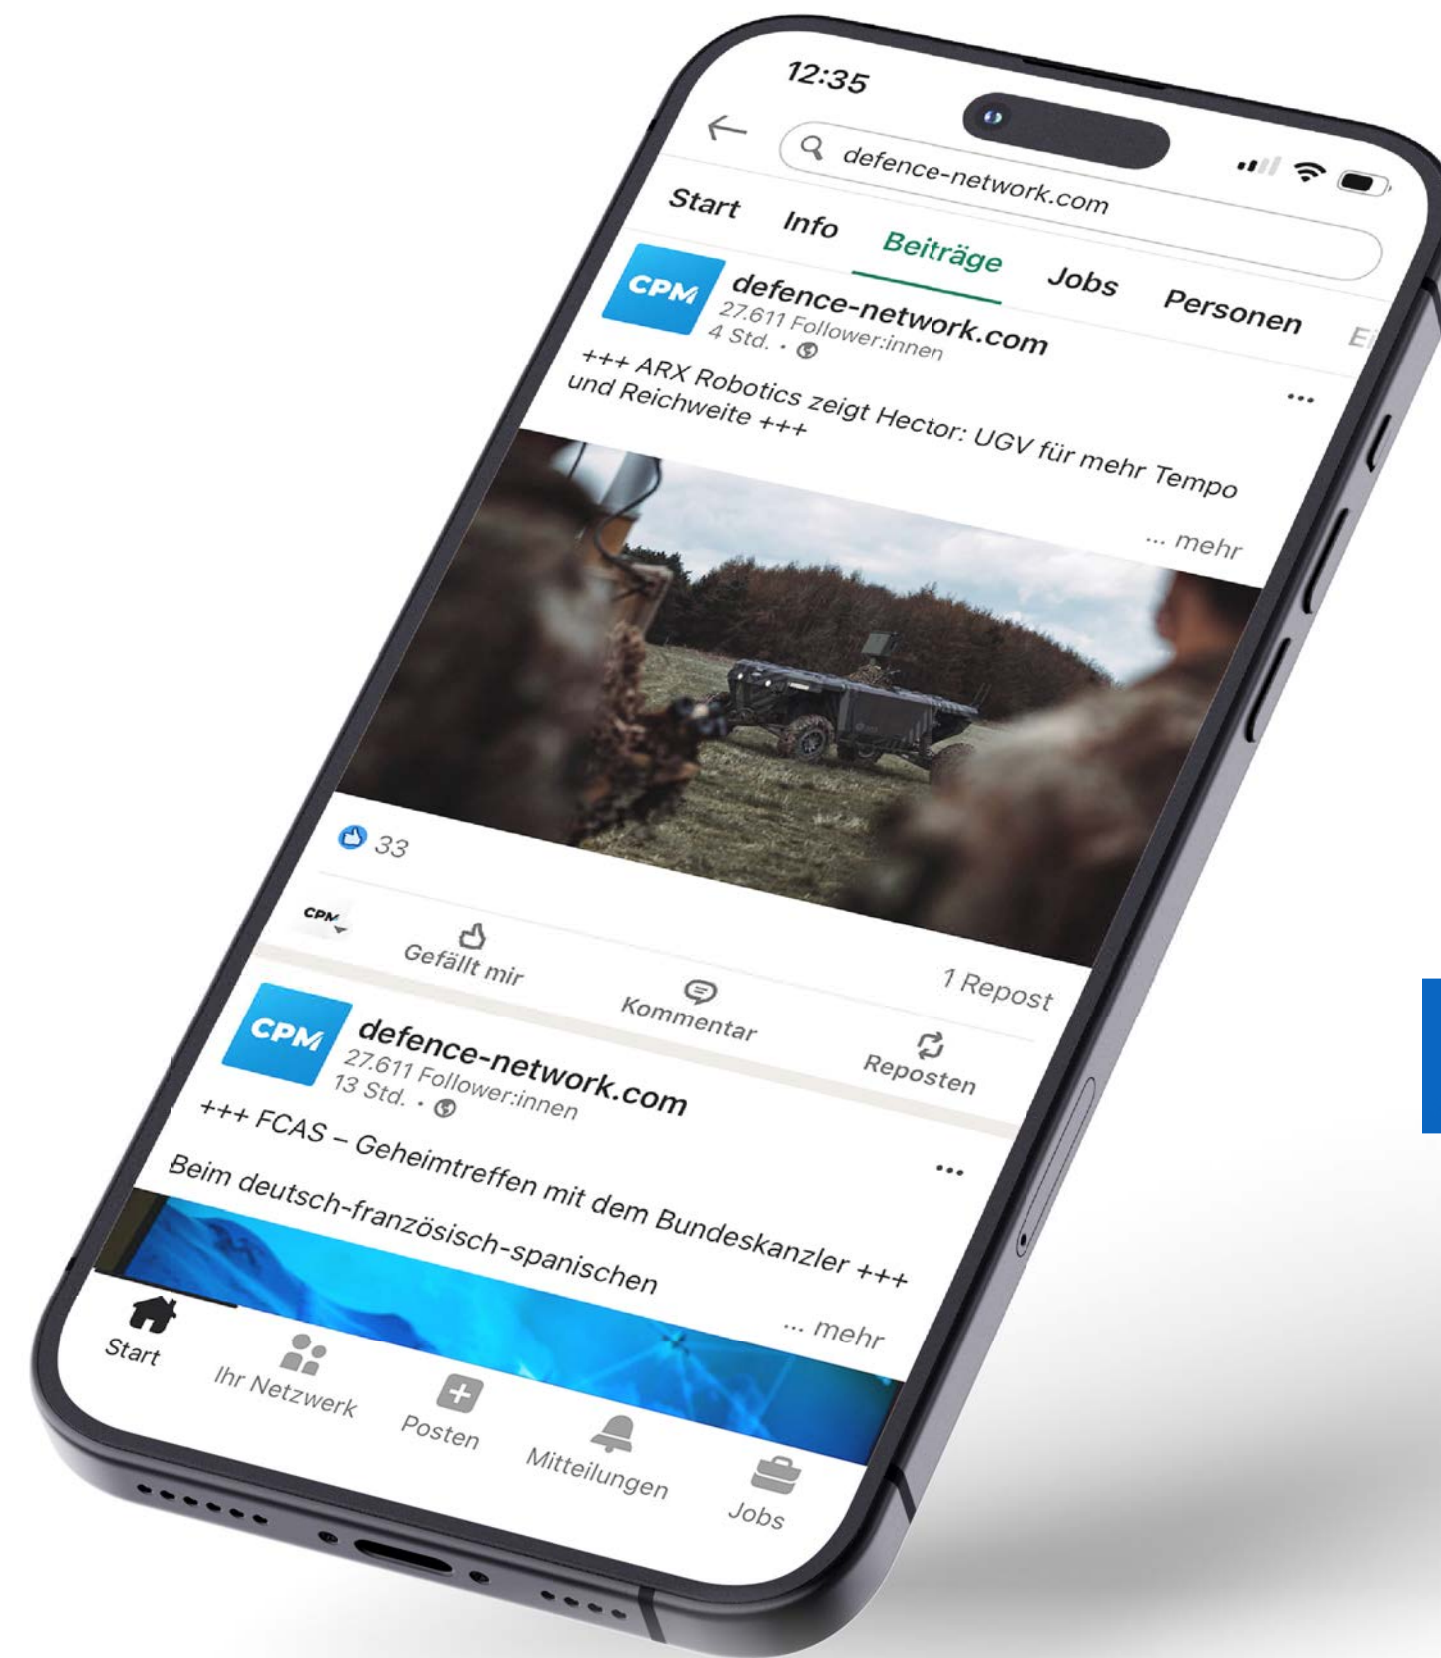 12:35
defence-network.com
Start Info Beiträge Jobs Personen
CPM
defence-network.com
27.611 Follower:innen
4 Std. •
+++ ARX Robotics zeigt Hector: UGV für mehr Tempo
und Reichweite +++
... mehr
33
1 Repost
CPM
Gefällt mir
Kommentar
Reposten
CPM
defence-network.com
27.611 Follower:innen
13 Std. •
+++ FCAS – Geheimtreffen mit dem Bundeskanzler +++
Beim deutsch-französisch-spanischen
... mehr
Start
Ihr Netzwerk
Posten
Mitteilungen
Jobs